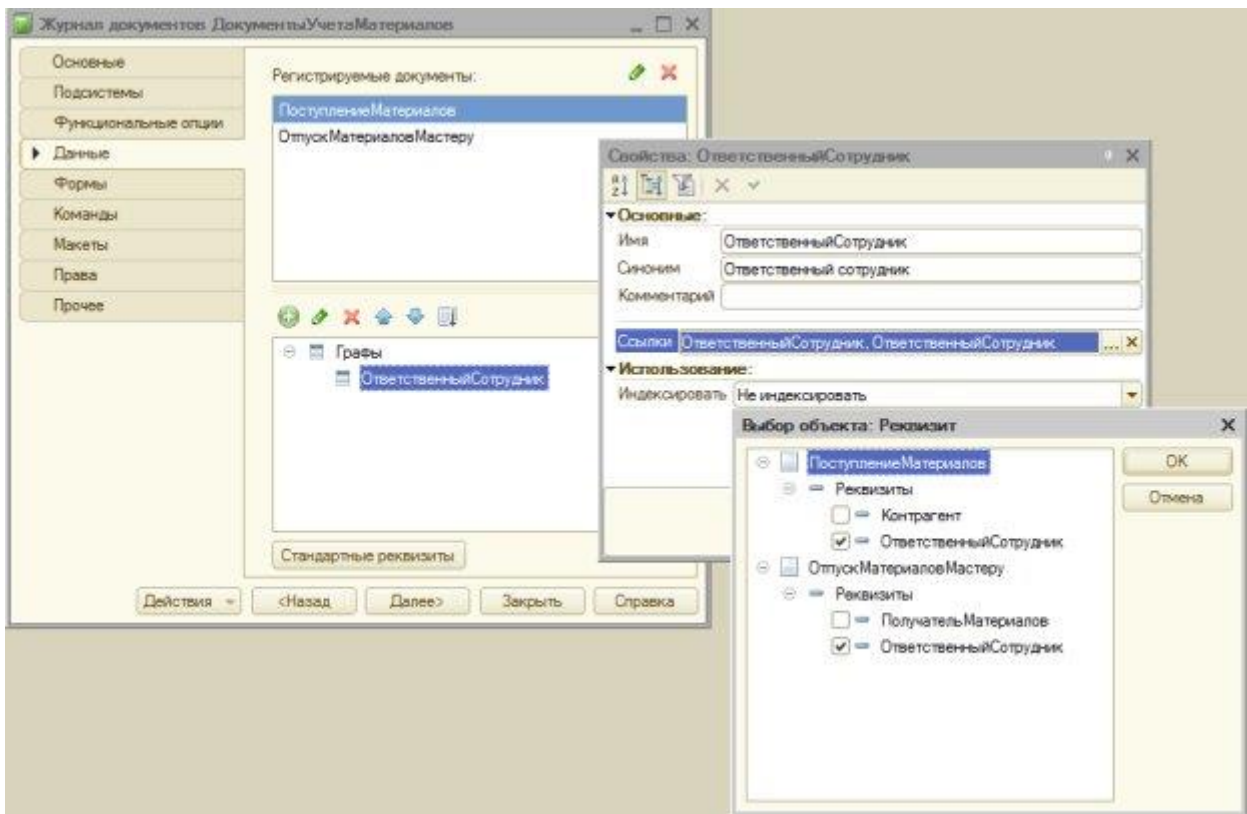 Журнал документов ДокументыУчетаМатериалов
Основные
Подсистемы
Функциональные опции
Данные
Формы
Команды
Макеты
Права
Прочее
Регистрируемые документы:
ПоступлениеМатериалов
ОтпускМатериаловМастеру
Графы
ОтветственныйСотрудник
Стандартные реквизиты
Действия
<Назад
Далее>
Закрыть
Справка
Свойства: ОтветственныйСотрудник
Основные:
Имя ОтветственныйСотрудник
Синоним Ответственный сотрудник
Комментарий
Ссылки ОтветственныйСотрудник, ОтветственныйСотрудник ...
Использование:
Индексировать Не индексировать
Выбор объекта: Реквизит
ПоступлениеМатериалов
Реквизиты
Контрагент
ОтветственныйСотрудник
ОтпускМатериаловМастеру
Реквизиты
ПолучательМатериалов
ОтветственныйСотрудник
OK
Отмена